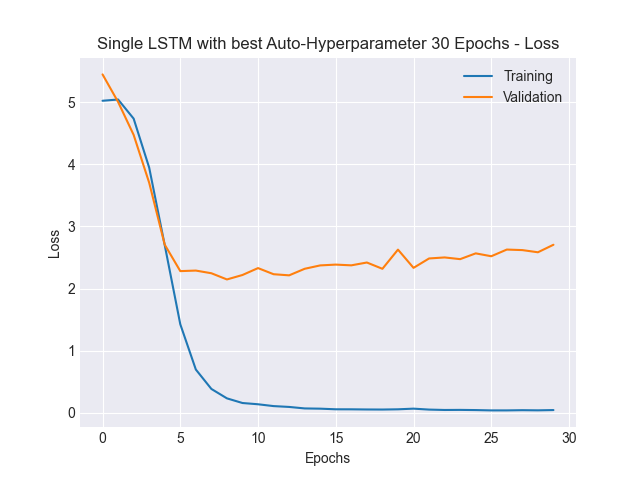 Single LSTM with best Auto-Hyperparameter 30 Epochs - Loss
Training
Validation
Loss
5
4
3
2
1
0
0 5 10 15 20 25 30
Epochs